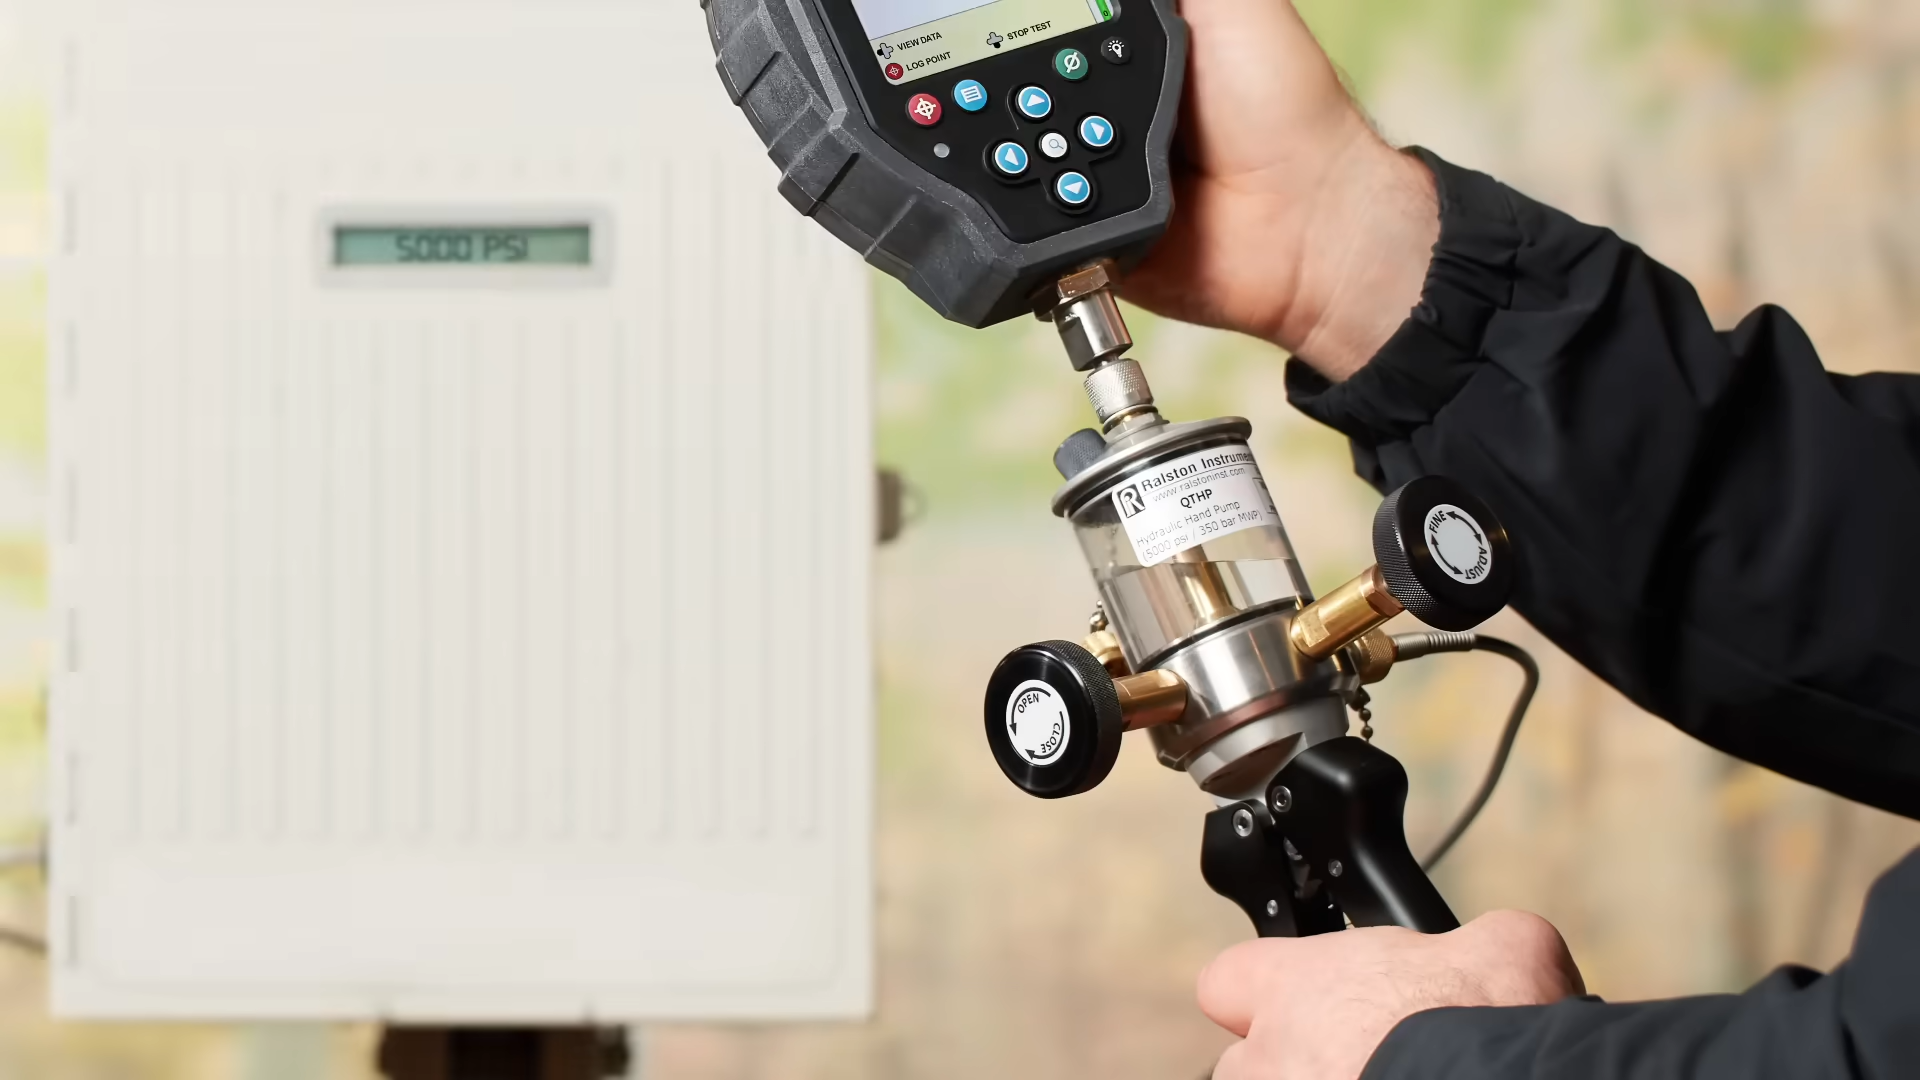 VIEW DATA
STOP TEST
LOG POINT
5000 PSI
Ralston Instrume
www.ralstoninst.com
QTHP
Hydraulic Hand Pump
(5000 psi / 350 bar MWP)
FINE
ADJUST
OPEN
CLOSE